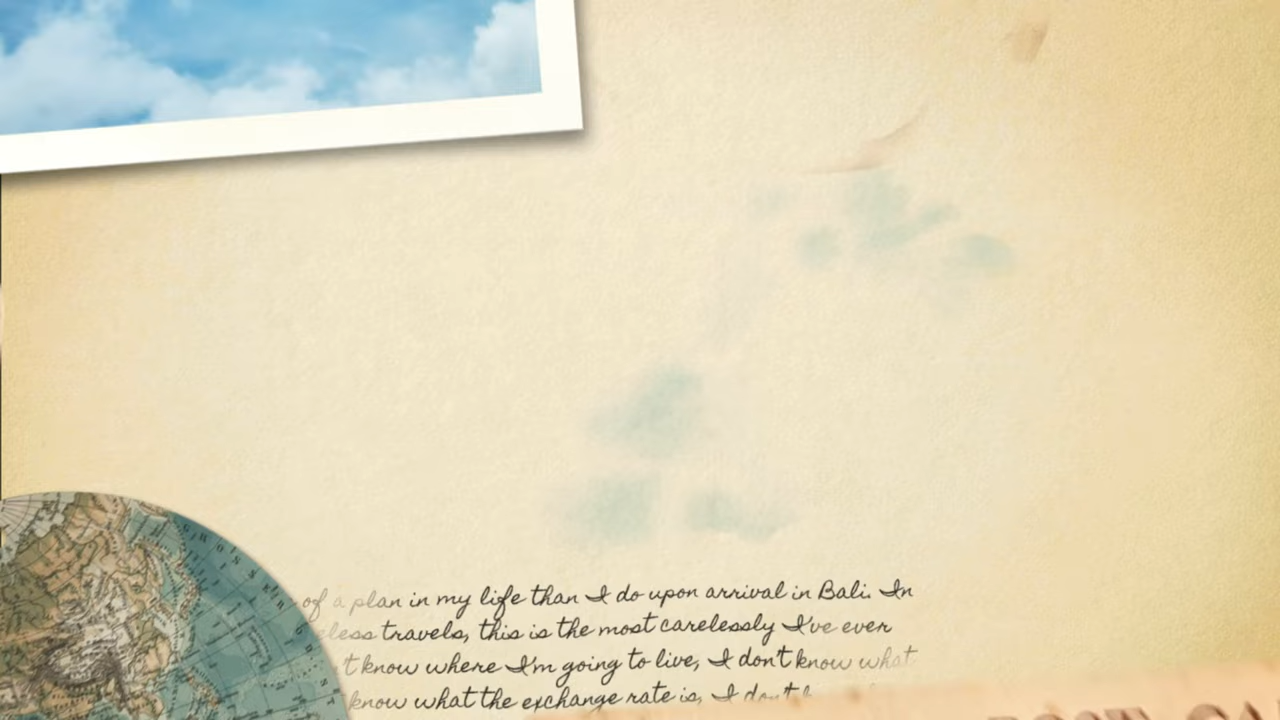 of a plan in my life than I do upon arrival in Bali. In
less travels, this is the most carelessly I've ever
't know where I'm going to live, I don't know what
know what the exchange rate is, I don't